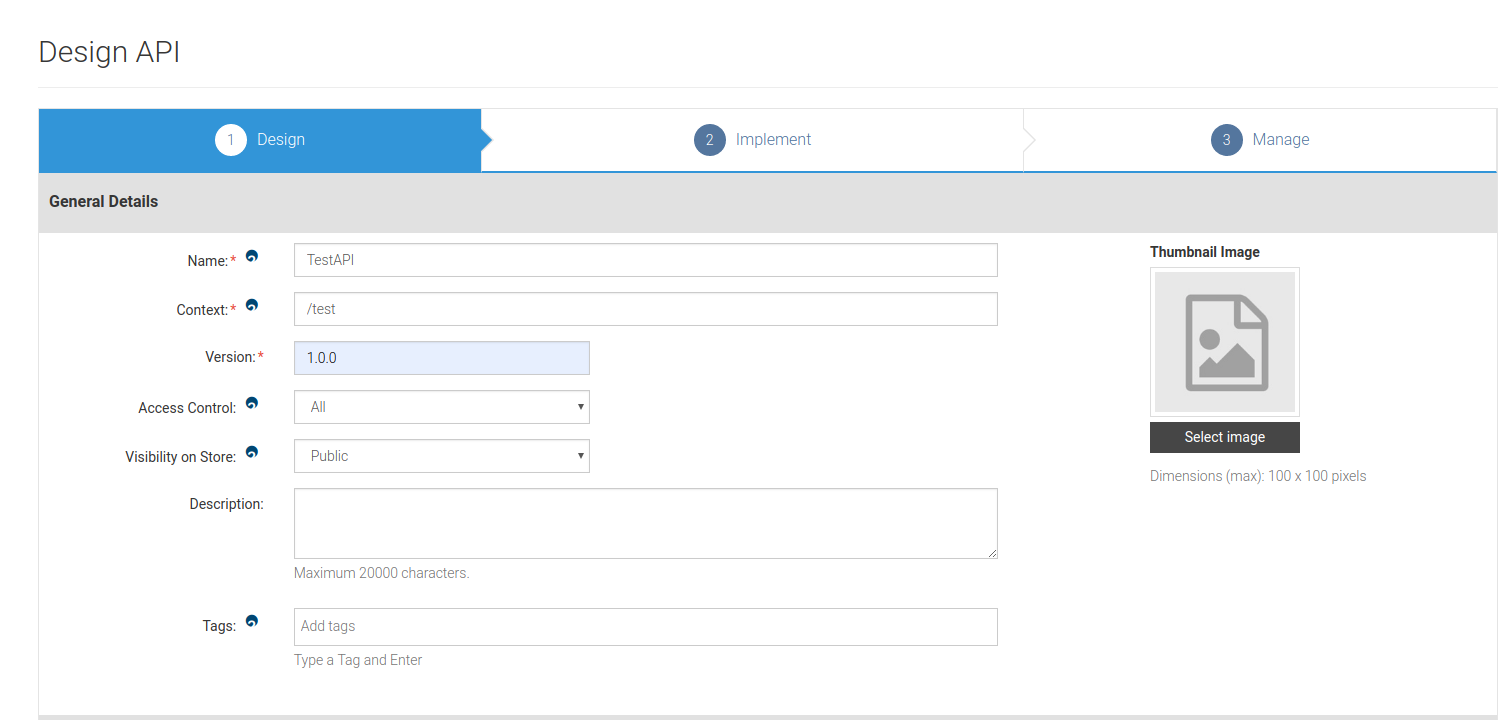 Design API
1 Design
2 Implement
3 Manage
General Details
Name:* TestAPI
Context:* /test
Version:* 1.0.0
Access Control: All
Visibility on Store: Public
Description:
Maximum 20000 characters.
Tags: Add tags
Type a Tag and Enter
Thumbnail Image
Select image
Dimensions (max): 100 x 100 pixels